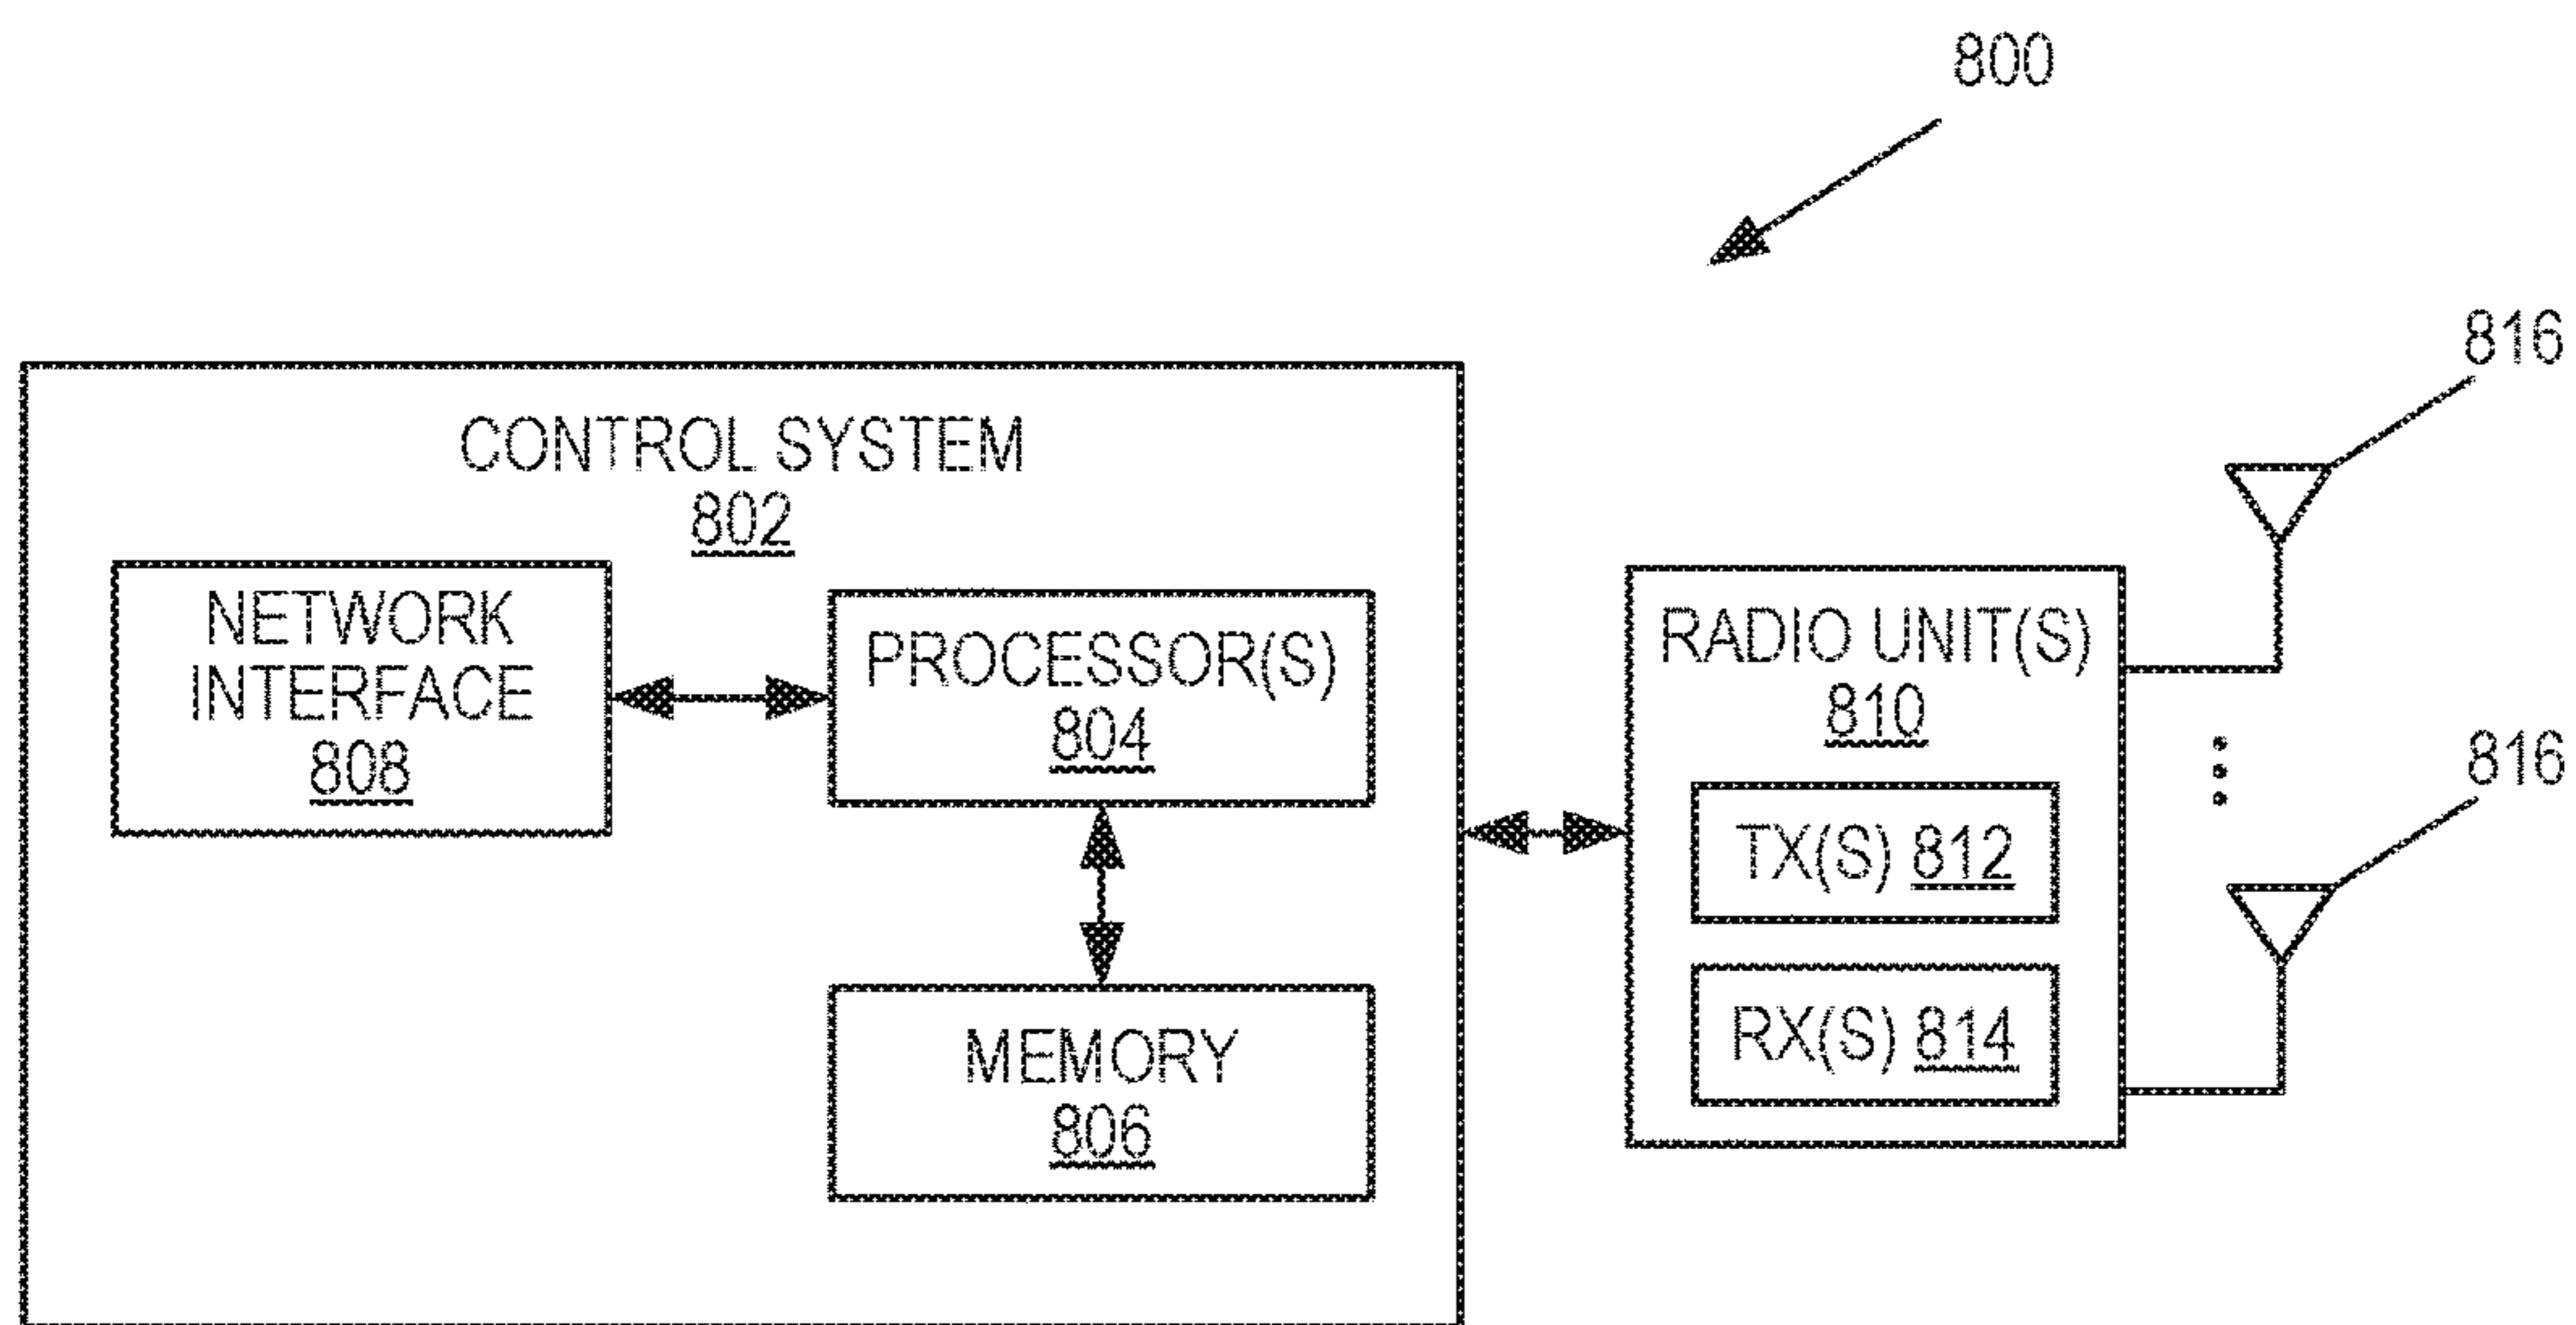 800
816
CONTROL SYSTEM
802
NETWORK
INTERFACE
808
PROCESSOR(S)
804
MEMORY
806
RADIO UNIT(S)
810
TX(S) 812
RX(S) 814
816